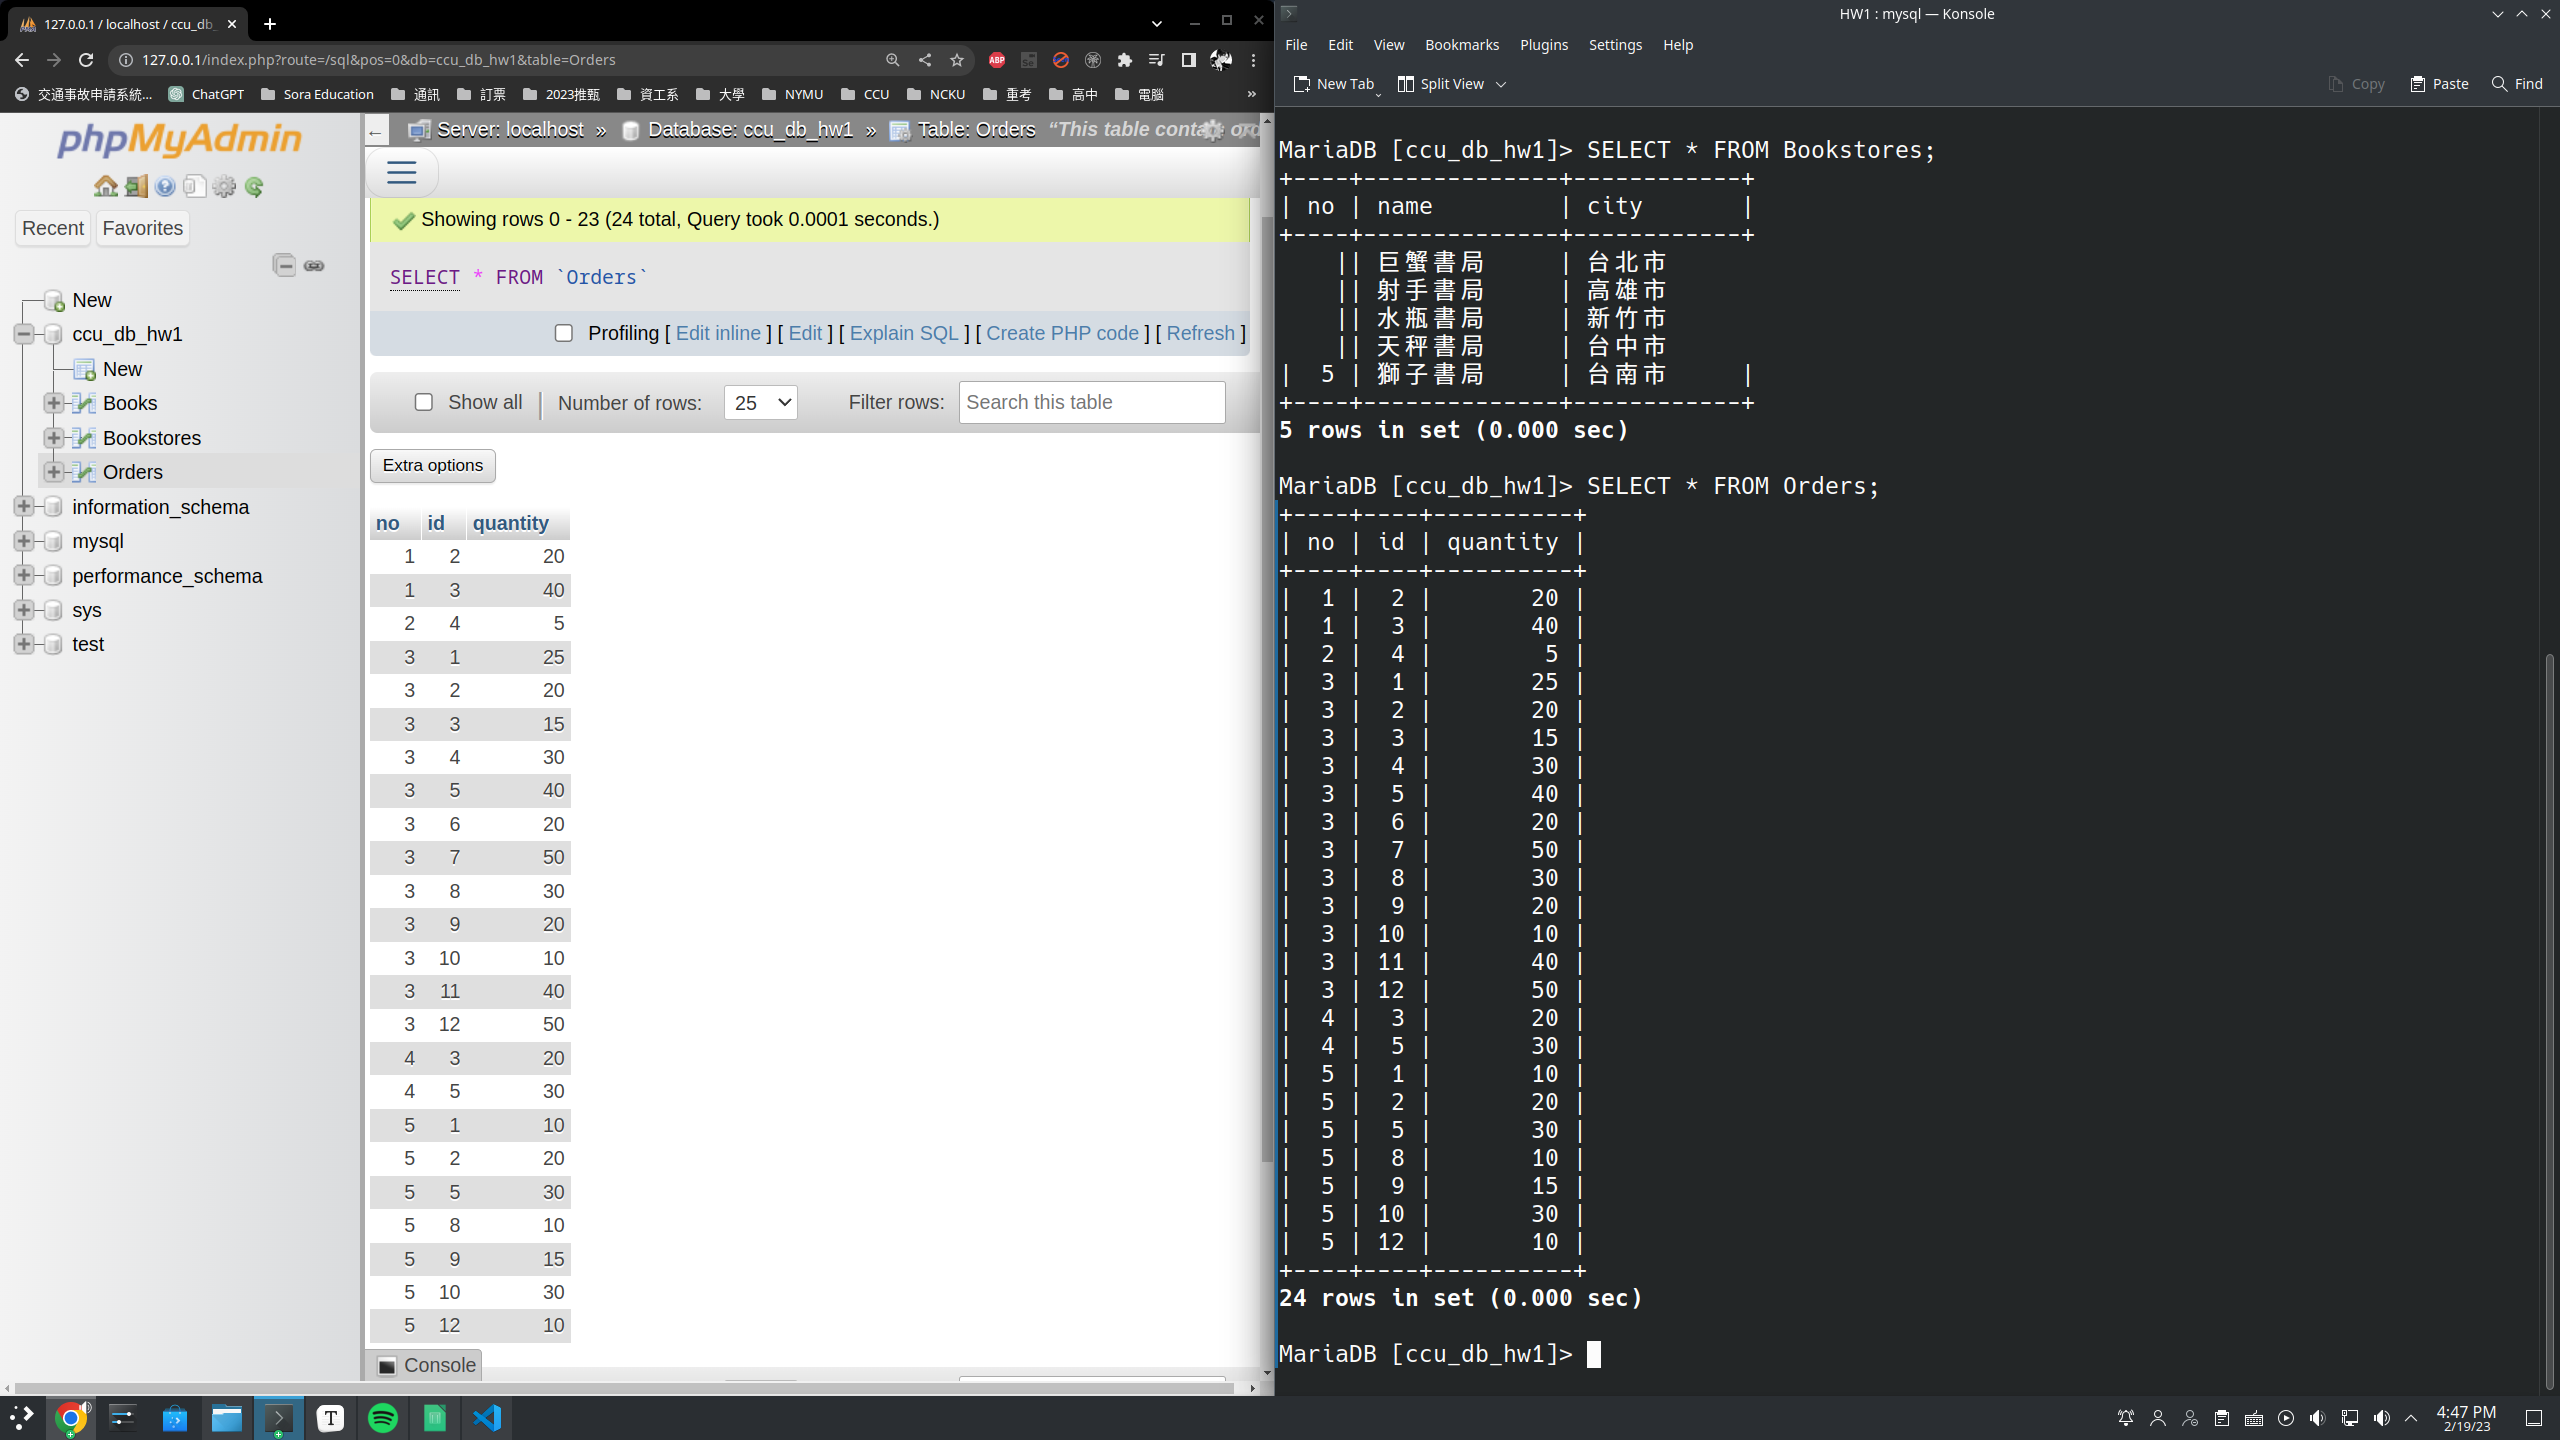 127.0.0.1 / localhost / ccu_db_
127.0.0.1/index.php?route=/sql&pos=0&db=ccu_db_hw1&table=Orders
交通事故申請系統... ChatGPT Sora Education 通訊 訂票 2023推甄 資工系 大學 NYMU CCU NCKU 重考 高中 電腦 »
phpMyAdmin
Recent Favorites
New
ccu_db_hw1
New
Books
Bookstores
Orders
information_schema
mysql
performance_schema
sys
test
Server: localhost » Database: ccu_db_hw1 » Table: Orders “This table
Showing rows 0 - 23 (24 total, Query took 0.0001 seconds.)
SELECT * FROM `Orders`
Profiling [ Edit inline ] [ Edit ] [ Explain SQL ] [ Create PHP code ] [ Refresh ]
Show all Number of rows: 25 Filter rows: Search this table
Extra options
no id quantity
1 2 20
1 3 40
2 4 5
3 1 25
3 2 20
3 3 15
3 4 30
3 5 40
3 6 20
3 7 50
3 8 30
3 9 20
3 10 10
3 11 40
3 12 50
4 3 20
4 5 30
5 1 10
5 2 20
5 5 30
5 8 10
5 9 15
5 10 30
5 12 10
Console
HW1 : mysql — Konsole
File Edit View Bookmarks Plugins Settings Help
New Tab Split View Copy Paste Find
MariaDB [ccu_db_hw1]> SELECT * FROM Bookstores;
+----+--------------+------------+
| no | name         | city       |
+----+--------------+------------+
    || 巨蟹書局     | 台北市
    || 射手書局     | 高雄市
    || 水瓶書局     | 新竹市
    || 天秤書局     | 台中市
|  5 | 獅子書局     | 台南市     |
+----+--------------+------------+
5 rows in set (0.000 sec)
MariaDB [ccu_db_hw1]> SELECT * FROM Orders;
+----+----+----------+
| no | id | quantity |
+----+----+----------+
|  1 |  2 |       20 |
|  1 |  3 |       40 |
|  2 |  4 |        5 |
|  3 |  1 |       25 |
|  3 |  2 |       20 |
|  3 |  3 |       15 |
|  3 |  4 |       30 |
|  3 |  5 |       40 |
|  3 |  6 |       20 |
|  3 |  7 |       50 |
|  3 |  8 |       30 |
|  3 |  9 |       20 |
|  3 | 10 |       10 |
|  3 | 11 |       40 |
|  3 | 12 |       50 |
|  4 |  3 |       20 |
|  4 |  5 |       30 |
|  5 |  1 |       10 |
|  5 |  2 |       20 |
|  5 |  5 |       30 |
|  5 |  8 |       10 |
|  5 |  9 |       15 |
|  5 | 10 |       30 |
|  5 | 12 |       10 |
+----+----+----------+
24 rows in set (0.000 sec)
MariaDB [ccu_db_hw1]>
4:47 PM
2/19/23